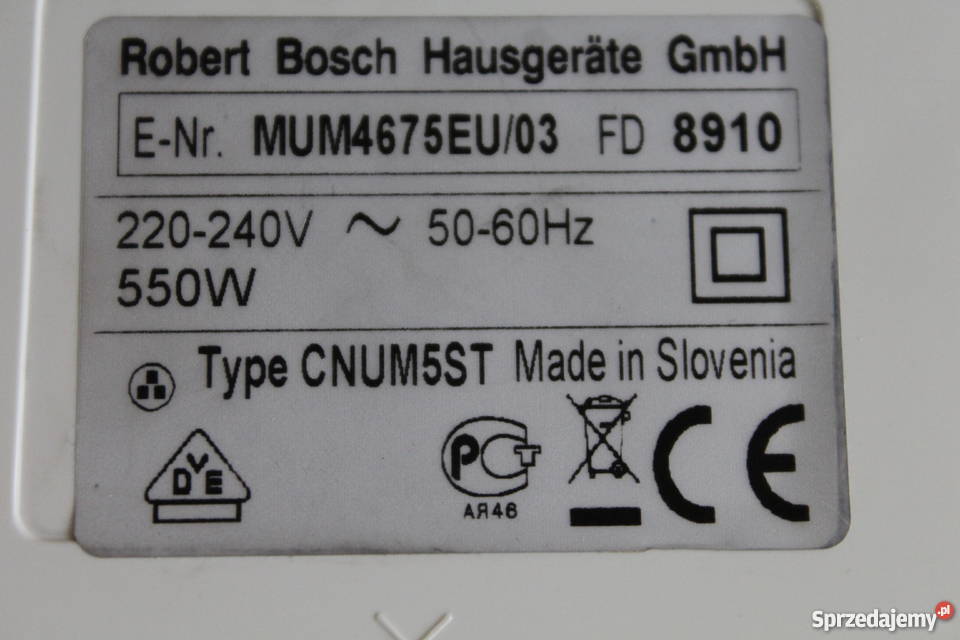 Robert Bosch Hausgeräte GmbH
E-Nr. MUM4675EU/03 FD 8910
220-240V ~ 50-60Hz
550W
Type CNUM5ST Made in Slovenia
DVE
PCT
CE
АЯ46
Sprzedajemy.pl